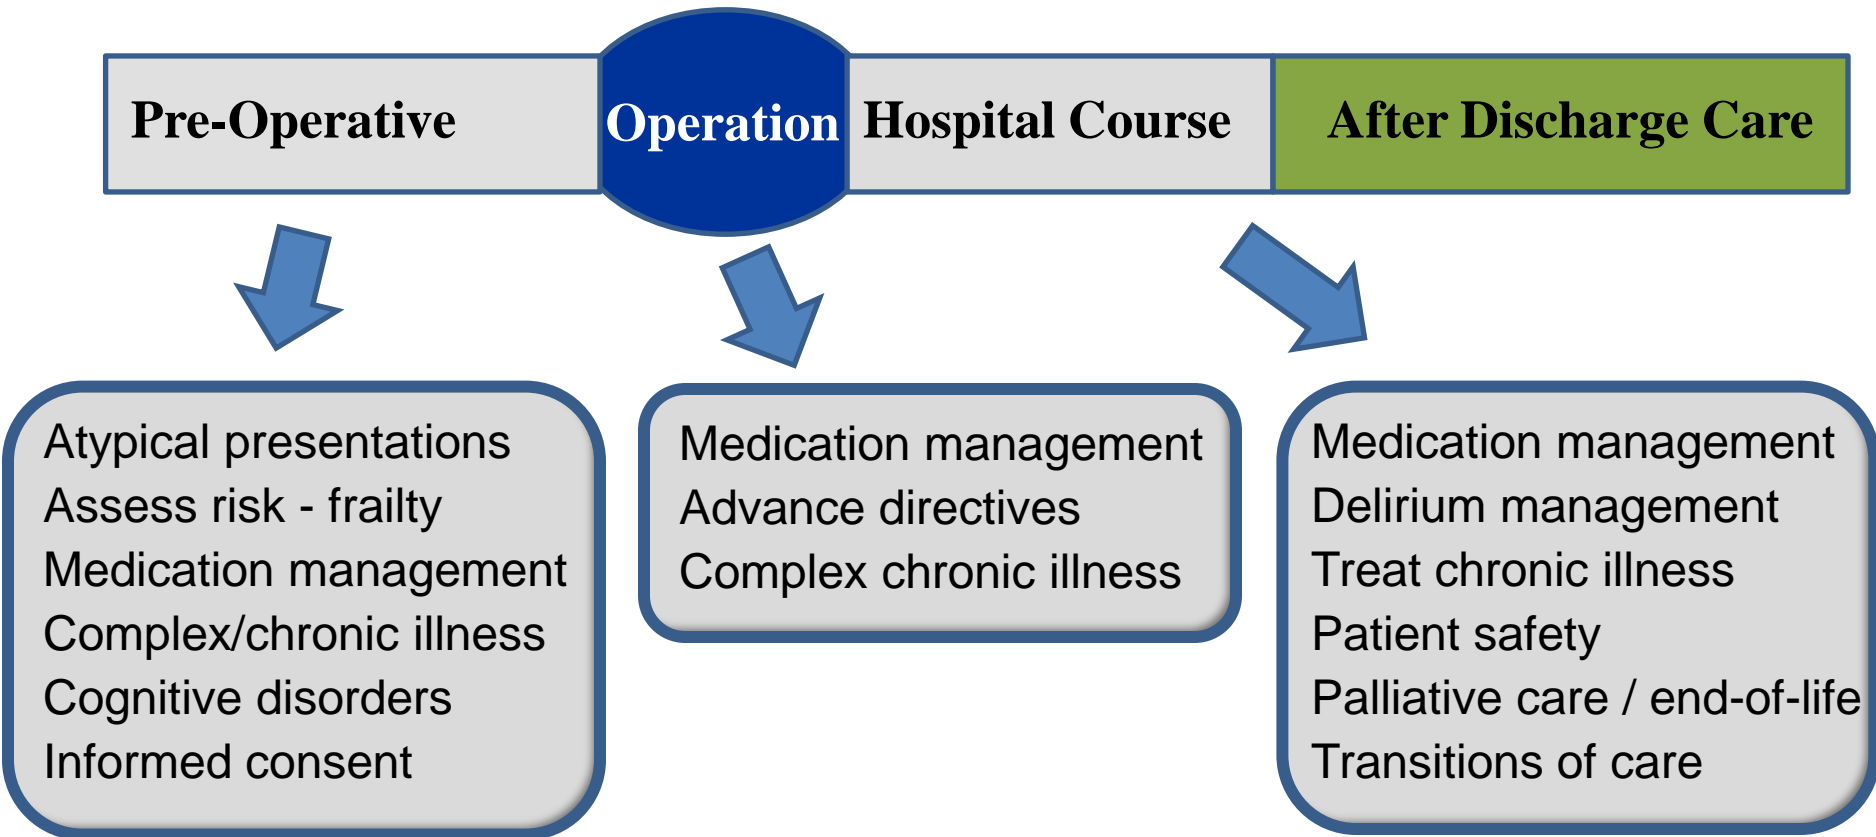 Pre-Operative
Operation
Hospital Course
After Discharge Care
Atypical presentations
Assess risk - frailty
Medication management
Complex/chronic illness
Cognitive disorders
Informed consent
Medication management
Advance directives
Complex chronic illness
Medication management
Delirium management
Treat chronic illness
Patient safety
Palliative care / end-of-life
Transitions of care